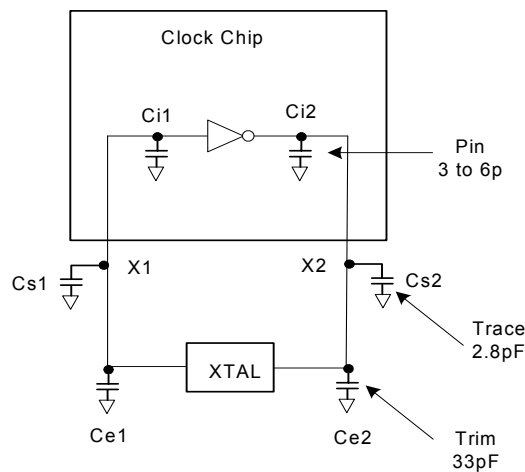 Clock Chip
Ci1
Ci2
Pin
3 to 6p
Cs1
X1
X2
Cs2
Trace
2.8pF
XTAL
Ce1
Ce2
Trim
33pF